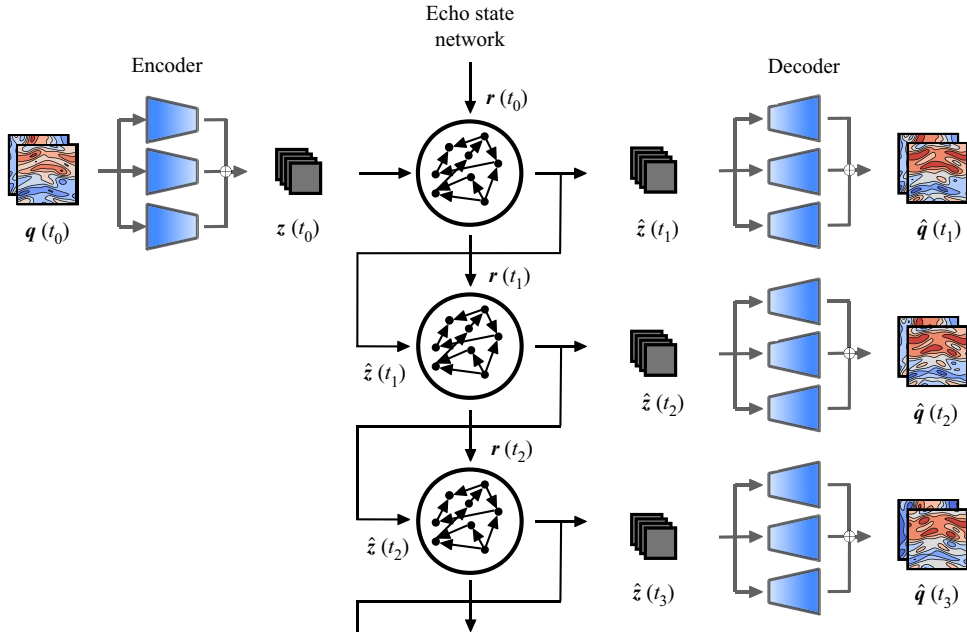 Echo state
network
Encoder
Decoder
r (t₀)
q (t₀)
z (t₀)
ẑ (t₁)
q̂ (t₁)
r (t₁)
ẑ (t₁)
ẑ (t₂)
q̂ (t₂)
r (t₂)
ẑ (t₂)
ẑ (t₃)
q̂ (t₃)